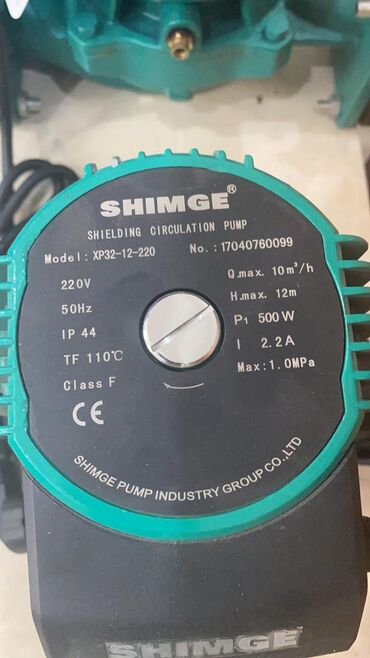 SHIMGE®
SHIELDING CIRCULATION PUMP
Model: XP32-12-220 No.: 17040760099
220V
50Hz
IP 44
TF 110℃
Class F
CE
Q.max. 10m³/h
H.max. 12m
P1 500W
I 2.2A
Max:1.0MPa
SHIMGE PUMP INDUSTRY GROUP CO.,LTD
SHIMGE